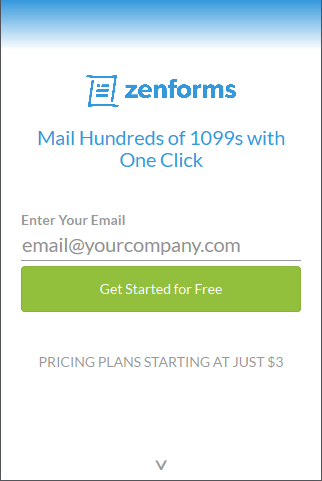 zenforms
Mail Hundreds of 1099s with
One Click
Enter Your Email
email@yourcompany.com
Get Started for Free
PRICING PLANS STARTING AT JUST $3